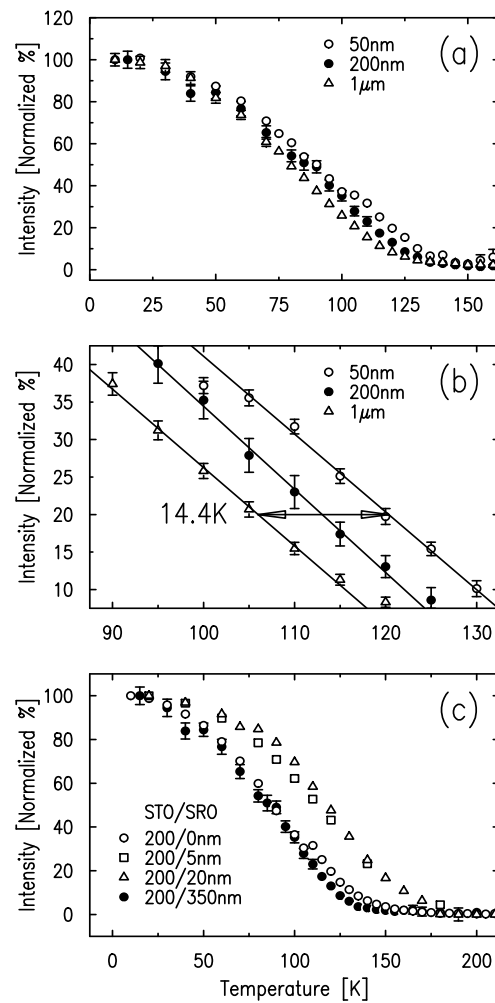 Intensity [Normalized %]
120
100
80
60
40
20
0
0
25
50
75
100
125
150
50nm
200nm
1μm
(a)
Intensity [Normalized %]
40
35
30
25
20
15
10
90
100
110
120
130
50nm
200nm
1μm
(b)
14.4K
Intensity [Normalized %]
100
80
60
40
20
0
0
50
100
150
200
(c)
STO/SRO
200/0nm
200/5nm
200/20nm
200/350nm
Temperature [K]